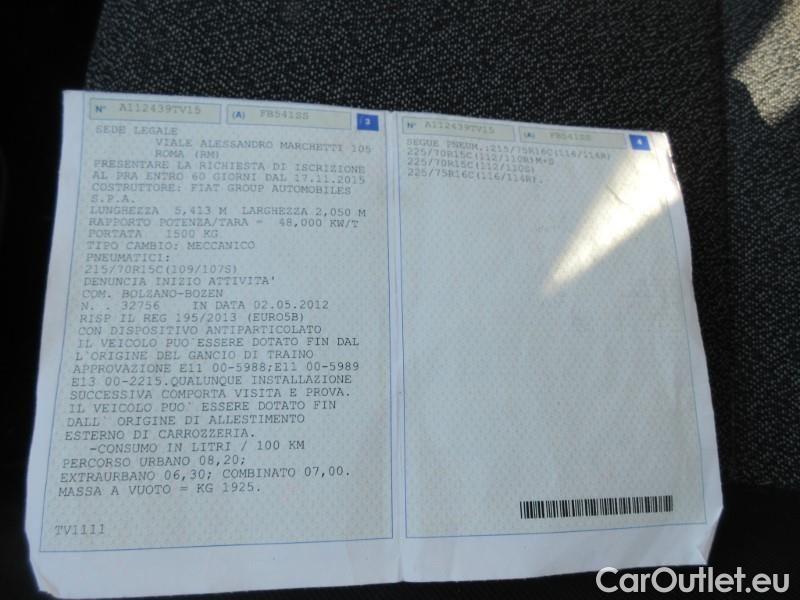 N° A112439TV15 (A) FB541SS 3
SEDE LEGALE
VIALE ALESSANDRO MARCHETTI 105
ROMA (RM)
PRESENTARE LA RICHIESTA DI ISCRIZIONE
AL PRA ENTRO 60 GIORNI DAL 17.11.2015
COSTRUTTORE: FIAT GROUP AUTOMOBILES
S.P.A.
LUNGHEZZA 5,413 M LARGHEZZA 2,050 M
RAPPORTO POTENZA/TARA = 48,000 KW/T
PORTATA 1500 KG
TIPO CAMBIO: MECCANICO
PNEUMATICI:
215/70R15C(109/107S)
DENUNCIA INIZIO ATTIVITA'
COM. BOLZANO-BOZEN
N. . 32756 IN DATA 02.05.2012
RISP IL REG 195/2013 (EURO5B)
CON DISPOSITIVO ANTIPARTICOLATO
IL VEICOLO PUO`ESSERE DOTATO FIN DAL
L'ORIGINE DEL GANCIO DI TRAINO
APPROVAZIONE E11 00-5988;E11 00-5989
E13 00-2215.QUALUNQUE INSTALLAZIONE
SUCCESSIVA COMPORTA VISITA E PROVA.
IL VEICOLO PUO` ESSERE DOTATO FIN
DALL` ORIGINE DI ALLESTIMENTO
ESTERNO DI CARROZZERIA.
-CONSUMO IN LITRI / 100 KM
PERCORSO URBANO 08,20;
EXTRAURBANO 06,30; COMBINATO 07,00.
MASSA A VUOTO = KG 1925.
TV1111
N° A112439TV15 (A) FB541SS 4
SEGUE PNEUM.:215/75R16C(116/114R)
225/70R15C(112/110R)M+S
225/70R15C(112/110S)
225/75R16C(116/114R).
CarOutlet.eu